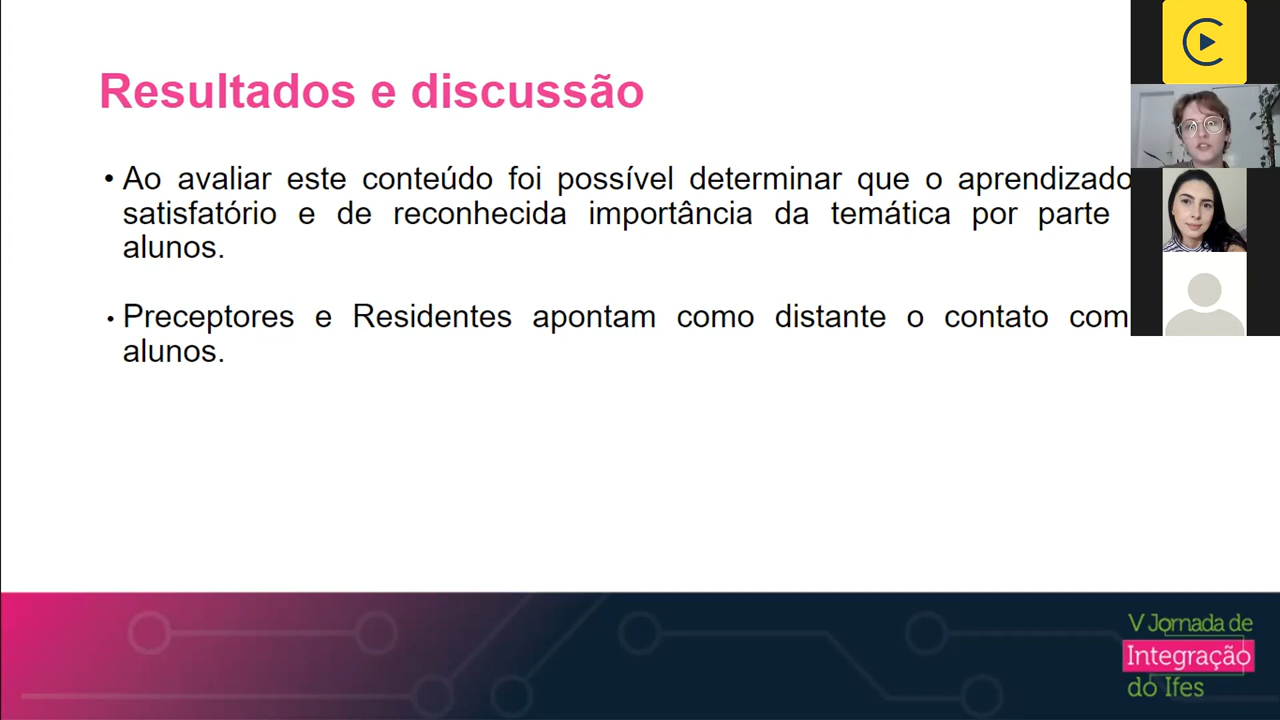 Resultados e discussão
• Ao avaliar este conteúdo foi possível determinar que o aprendizado
satisfatório e de reconhecida importância da temática por parte
alunos.
• Preceptores e Residentes apontam como distante o contato com
alunos.
V Jornada de
Integração
do Ifes